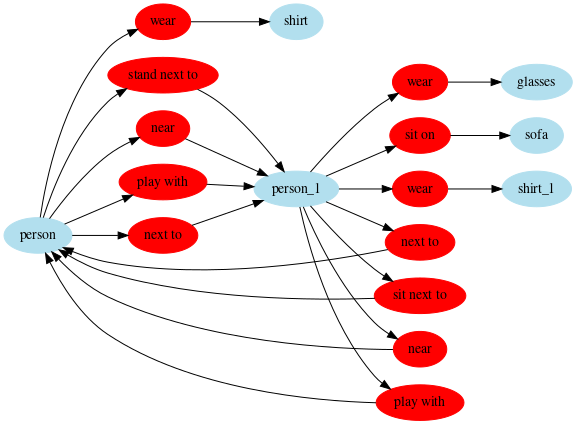 wear
shirt
stand next to
near
play with
next to
person
person_1
wear
glasses
sit on
sofa
wear
shirt_1
next to
sit next to
near
play with